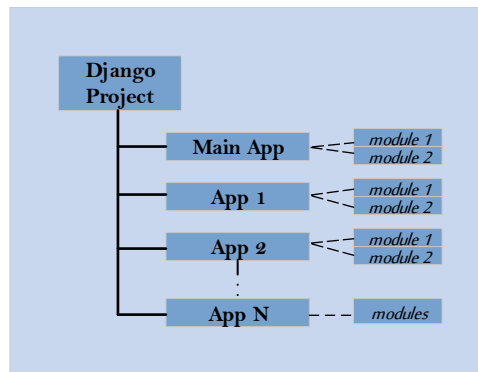 Django
Project
Main App
module 1
module 2
App 1
module 1
module 2
App 2
module 1
module 2
App N
modules